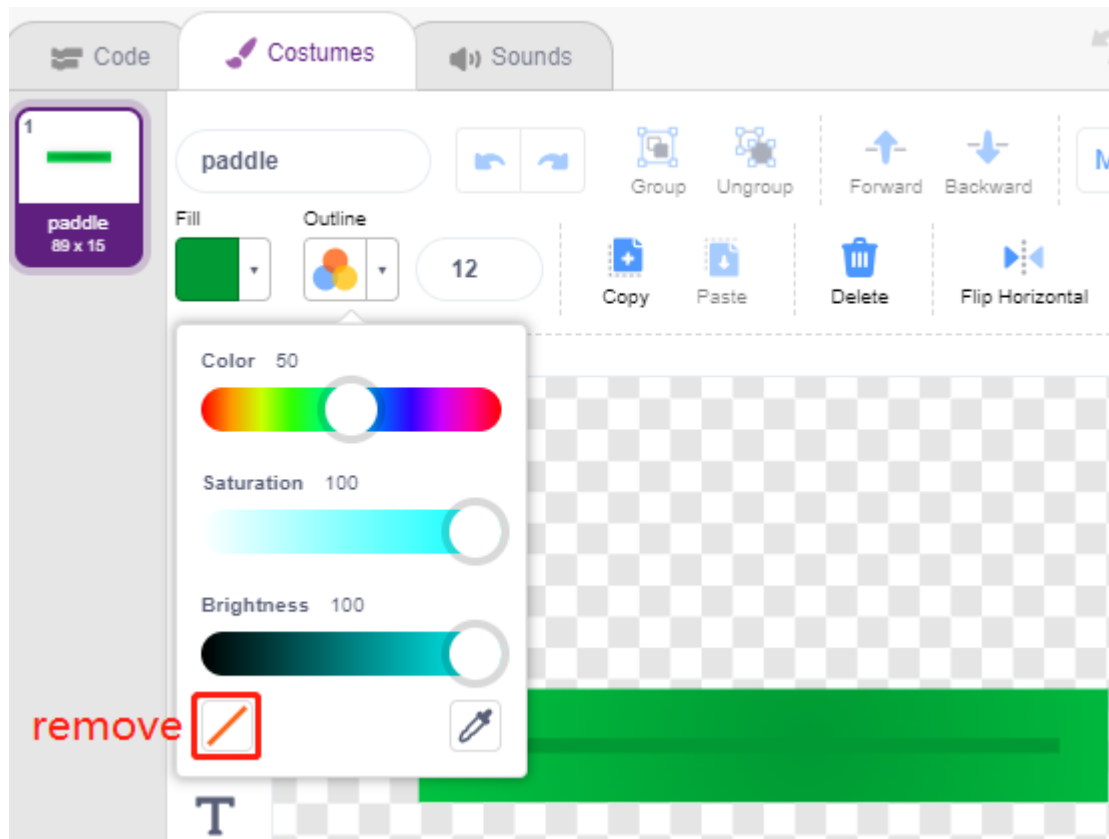 Code
Costumes
Sounds
1
paddle
89 x 15
paddle
Group
Ungroup
Forward
Backward
Fill
Outline
12
Copy
Paste
Delete
Flip Horizontal
Color 50
Saturation 100
Brightness 100
remove
T